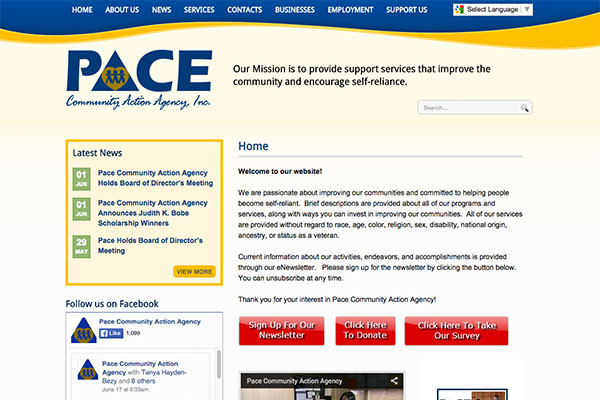 HOME ABOUT US NEWS SERVICES CONTACTS BUSINESSES EMPLOYMENT SUPPORT US Select Language ▼
PACE
Community Action Agency, Inc.
Our Mission is to provide support services that improve the
community and encourage self-reliance.
Search...
Latest News
01
JUN
Pace Community Action Agency
Holds Board of Director's Meeting
01
JUN
Pace Community Action Agency
Announces Judith K. Bobe
Scholarship Winners
29
MAY
Pace Holds Board of Director's
Meeting
VIEW MORE
Follow us on Facebook
Pace Community Action Agency
Like 1,099
Pace Community Action
Agency with Tanya Hayden-
Bezy and 8 others
June 17 at 9:33am
Home
Welcome to our website!
We are passionate about improving our communities and committed to helping people
become self-reliant. Brief descriptions are provided about all of our programs and
services, along with ways you can invest in improving our communities. All of our services
are provided without regard to race, age, color, religion, sex, disability, national origin,
ancestry, or status as a veteran.
Current information about our activities, endeavors, and accomplishments is provided
through our eNewsletter. Please sign up for the newsletter by clicking the button below.
You can unsubscribe at any time.
Thank you for your interest in Pace Community Action Agency!
Sign Up For Our
Newsletter
Click Here
To Donate
Click Here To Take
Our Survey
Pace Community Action Agency